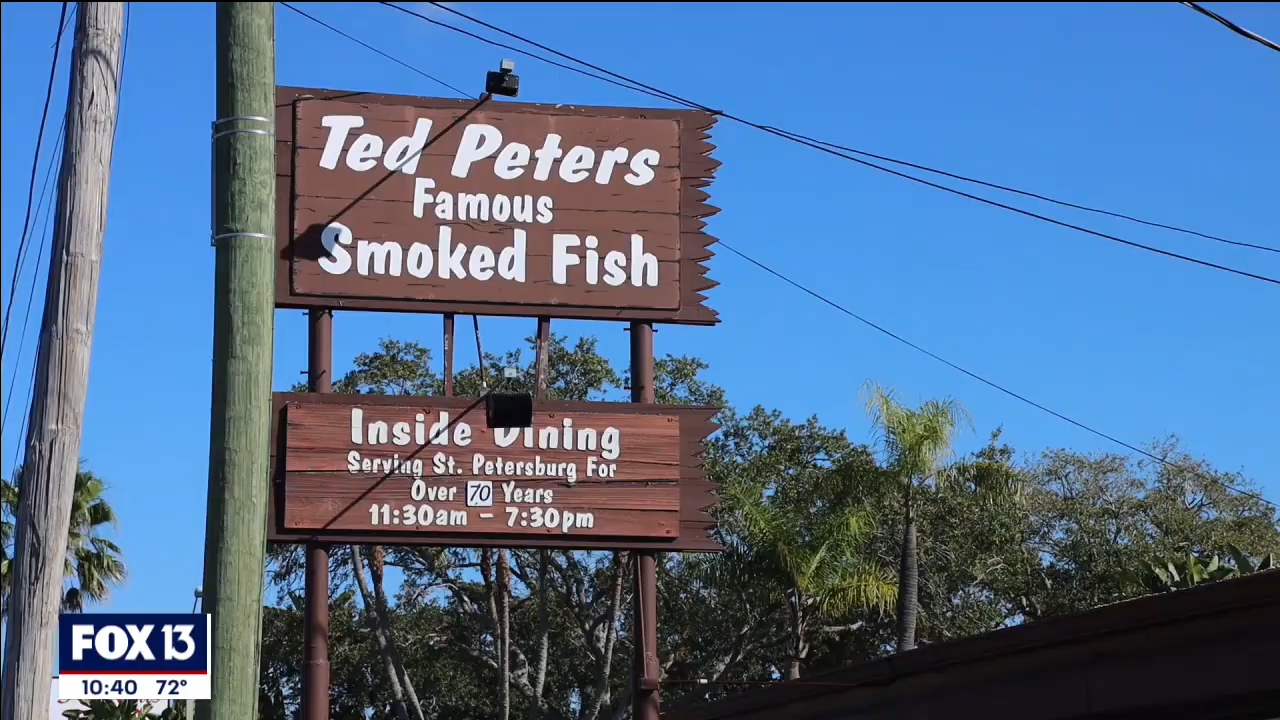 Ted Peters
Famous
Smoked Fish
Inside Dining
Serving St. Petersburg For
Over 70 Years
11:30am - 7:30pm
FOX 13
10:40 72°